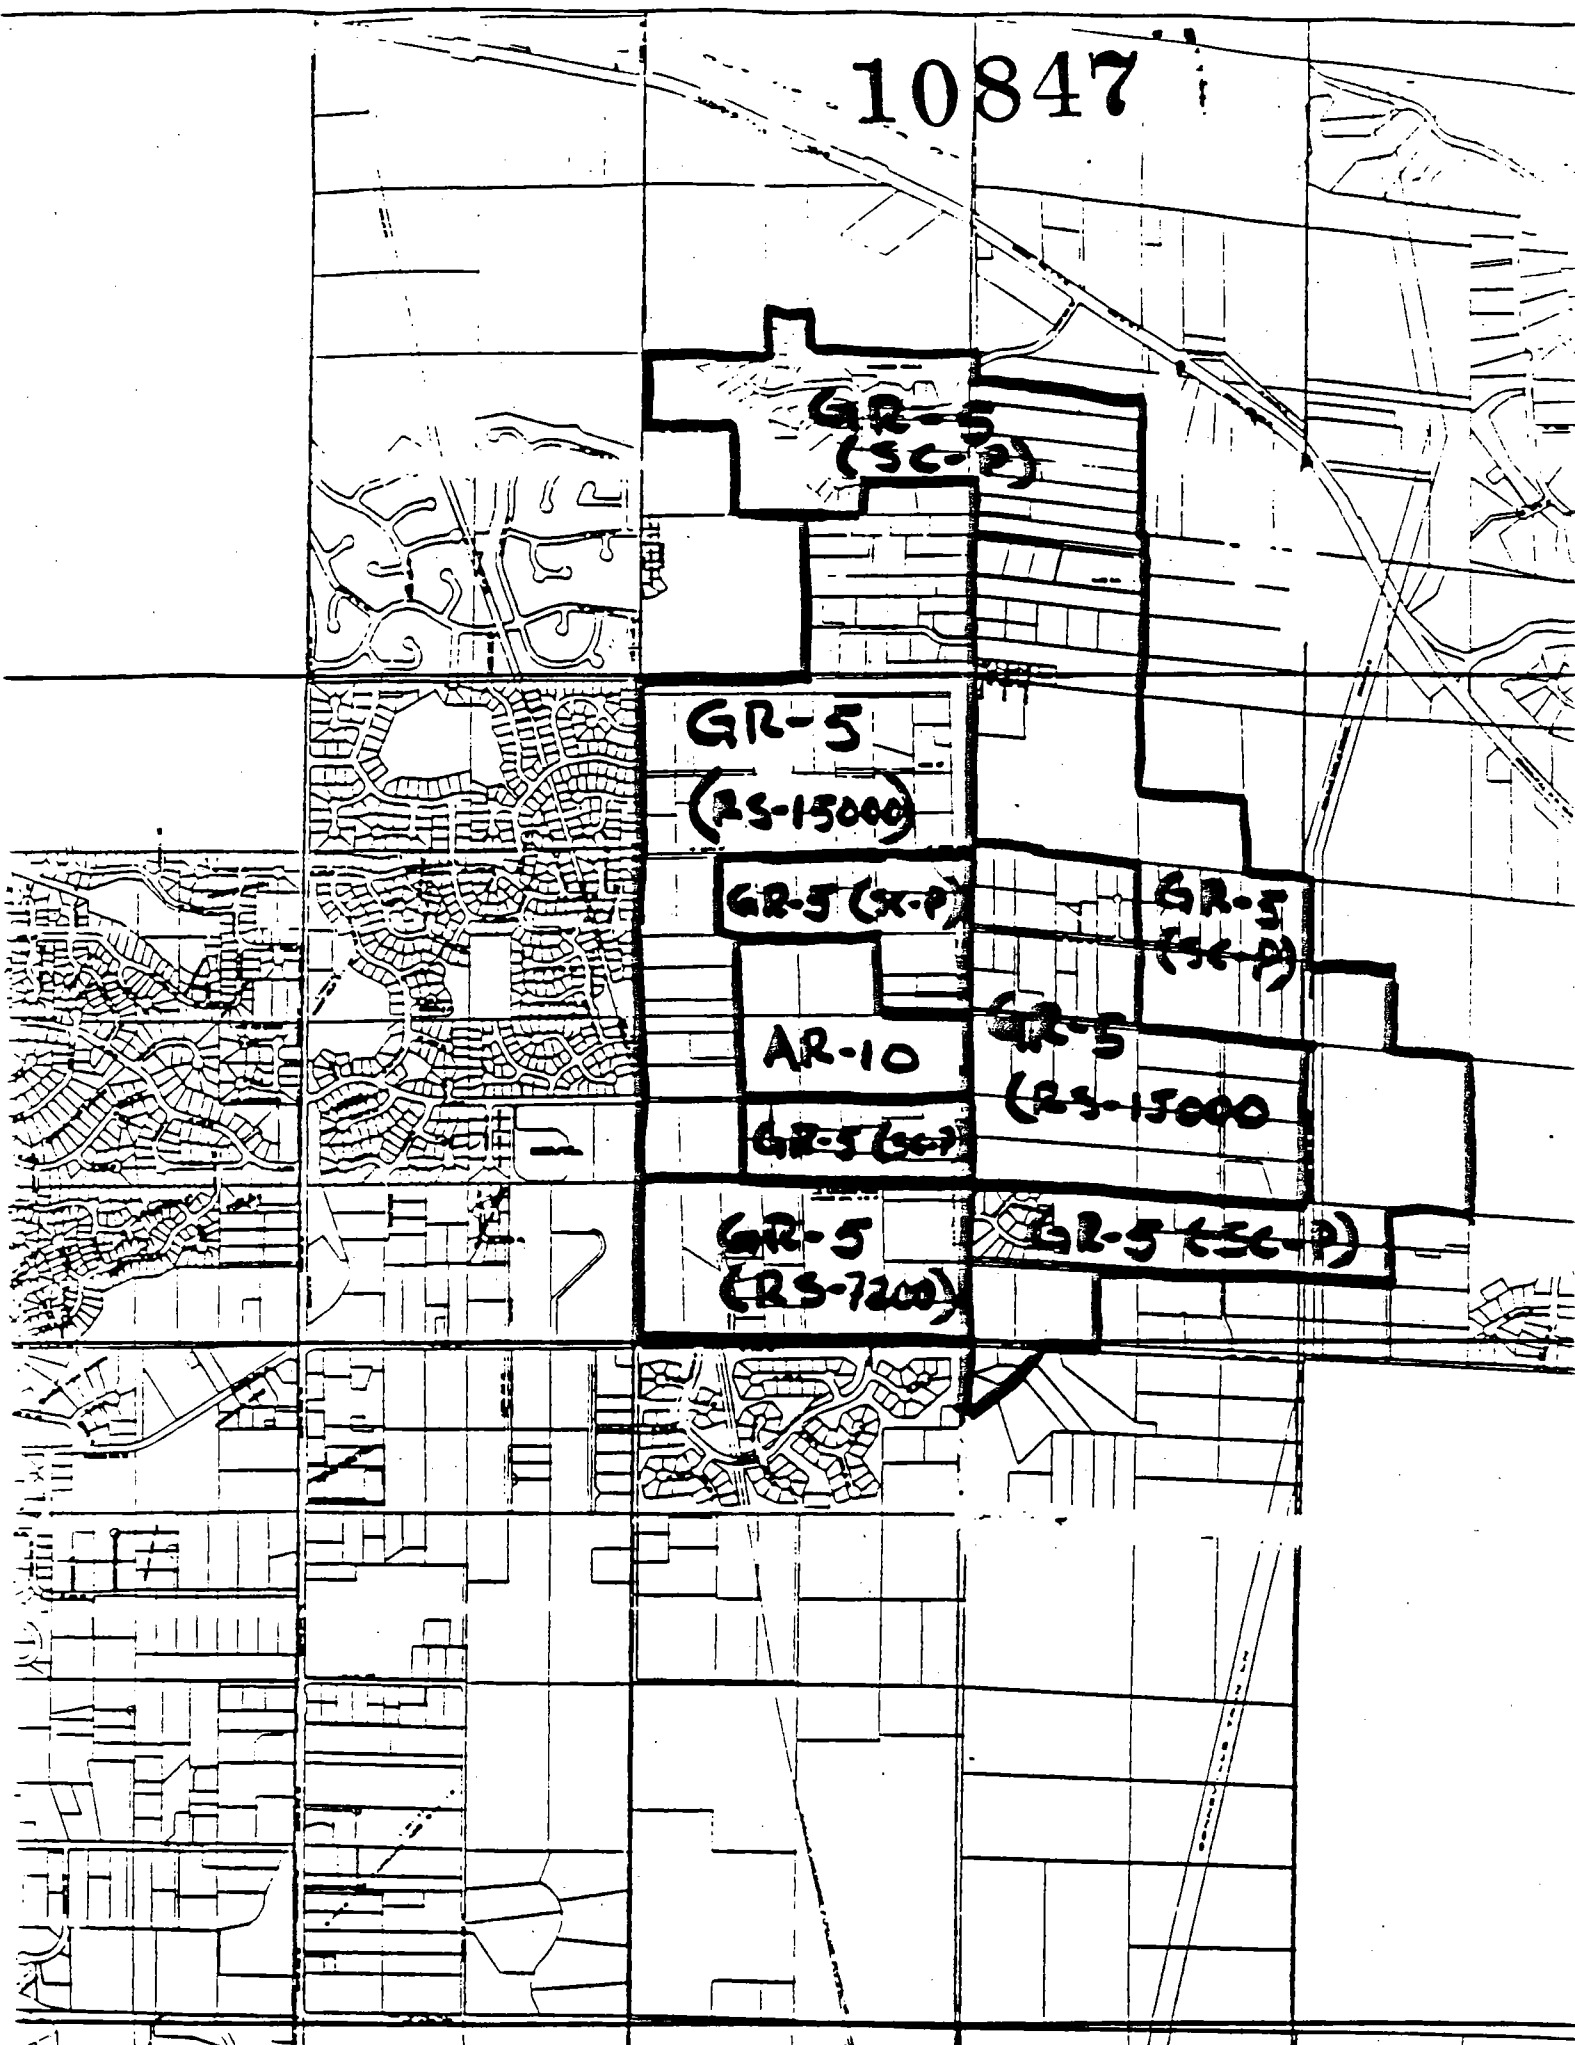 10847
GR-5
(SC-P)
GR-5
(RS-15000)
GR-5 (SC-P)
GR-5
(SC-P)
AR-10
GR-5
(RS-15000
GR-5 (SC-P
GR-5
(RS-7200)
GR-5 (SC-P)